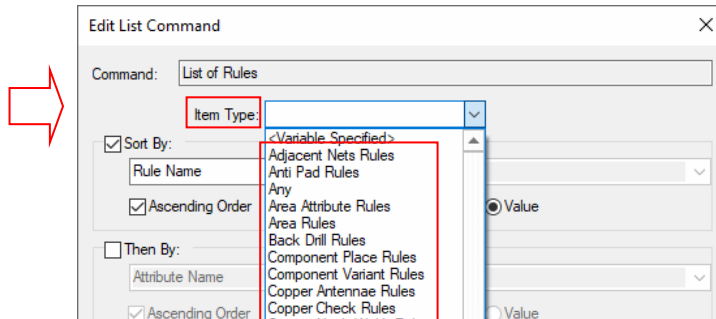 Edit List Command
Command: List of Rules
Item Type:
<Variable Specified>
Sort By:
Adjacent Nets Rules
Rule Name
Anti Pad Rules
Any
Ascending Order
Area Attribute Rules
Value
Area Rules
Back Drill Rules
Then By:
Component Place Rules
Attribute Name
Component Variant Rules
Copper Antennae Rules
Ascending Order
Copper Check Rules
Value